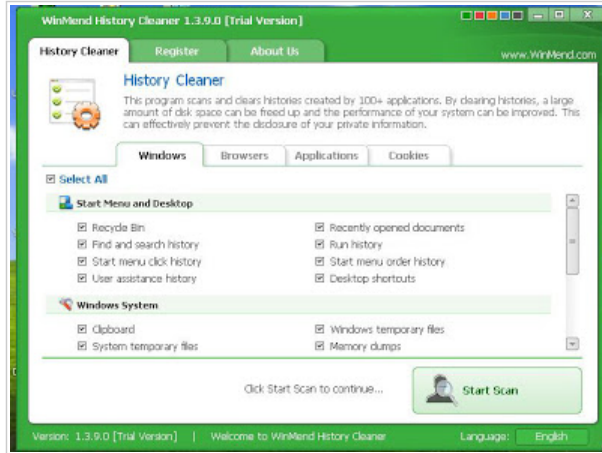 WinMend History Cleaner 1.3.9.0 [Trial Version]
History Cleaner Register About Us
www.WinMend.com
History Cleaner
This program scans and clears histories created by 100+ applications. By clearing histories, a large
amount of disk space can be freed up and the performance of your system can be improved. This
can effectively prevent the disclosure of your private information.
Windows Browsers Applications Cookies
Select All
Start Menu and Desktop
Recycle Bin Recently opened documents
Find and search history Run history
Start menu click history Start menu order history
User assistance history Desktop shortcuts
Windows System
Clipboard Windows temporary files
System temporary files Memory dumps
Click Start Scan to continue...
Start Scan
Version: 1.3.9.0 [Trial Version] | Welcome to WinMend History Cleaner Language: English